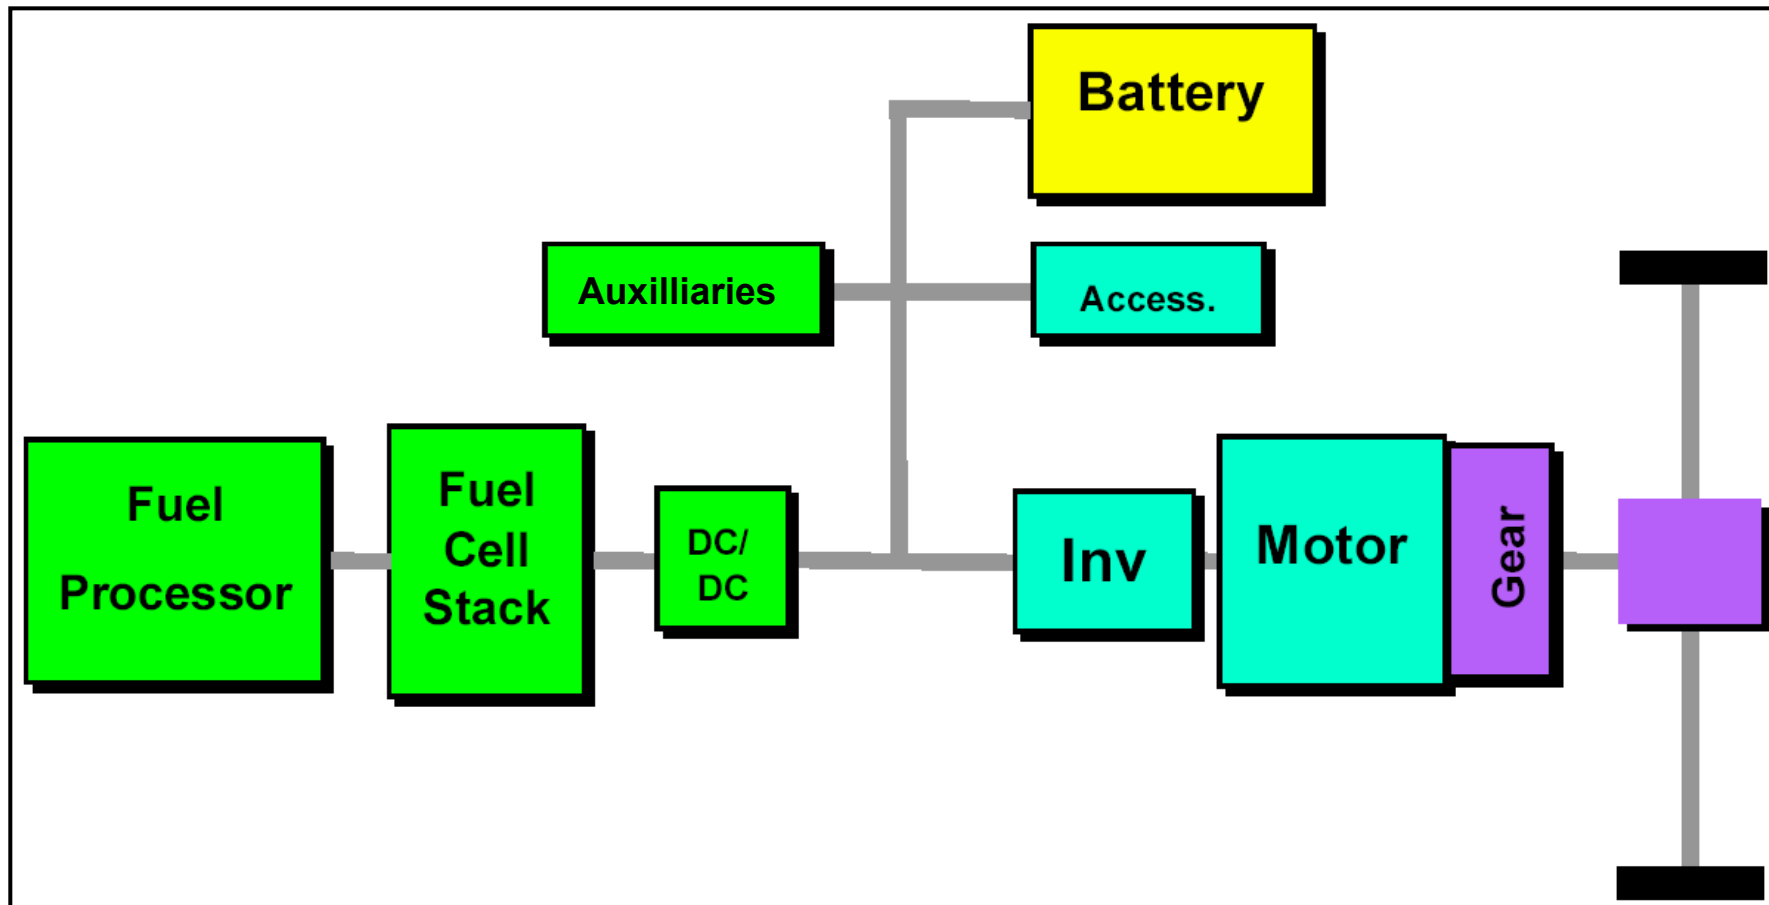 Battery
Auxilliaries
Access.
Fuel
Processor
Fuel
Cell
Stack
DC/
DC
Inv
Motor
Gear